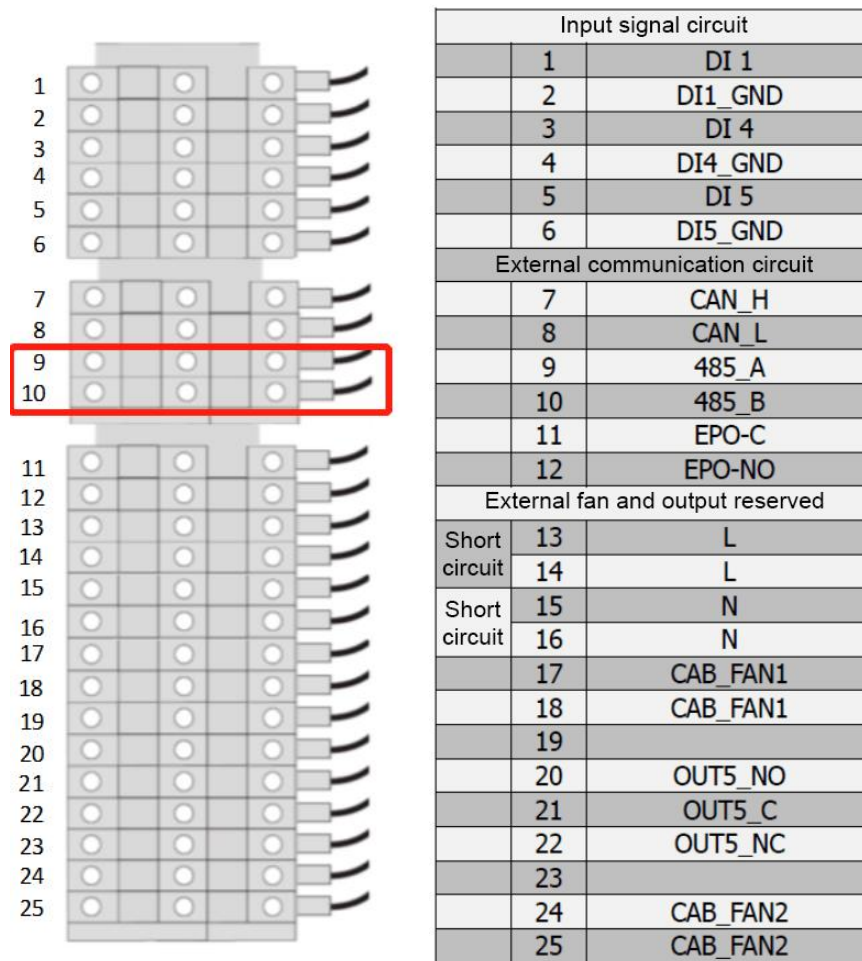 1
2
3
4
5
6
7
8
9
10
11
12
13
14
15
16
17
18
19
20
21
22
23
24
25
Input signal circuit
1 DI 1
2 DI1_GND
3 DI 4
4 DI4_GND
5 DI 5
6 DI5_GND
External communication circuit
7 CAN_H
8 CAN_L
9 485_A
10 485_B
11 EPO-C
12 EPO-NO
External fan and output reserved
Short circuit
13 L
14 L
Short circuit
15 N
16 N
17 CAB_FAN1
18 CAB_FAN1
19
20 OUT5_NO
21 OUT5_C
22 OUT5_NC
23
24 CAB_FAN2
25 CAB_FAN2